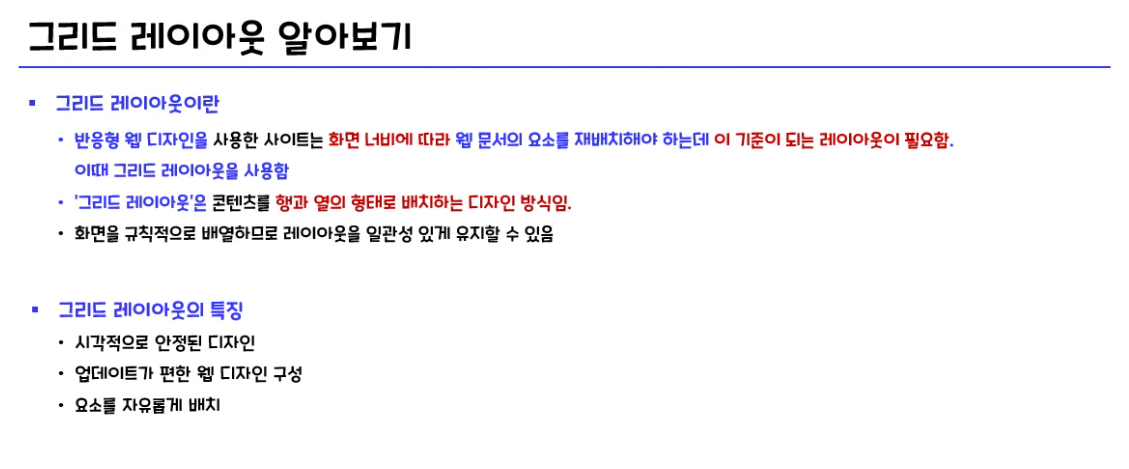 그리드 레이아웃 알아보기
▪ 그리드 레이아웃이란
• 반응형 웹 디자인을 사용한 사이트는 화면 너비에 따라 웹 문서의 요소를 재배치해야 하는데 이 기준이 되는 레이아웃이 필요함.
이때 그리드 레이아웃을 사용함
• '그리드 레이아웃'은 콘텐츠를 행과 열의 형태로 배치하는 디자인 방식임.
• 화면을 규칙적으로 배열하므로 레이아웃을 일관성 있게 유지할 수 있음
▪ 그리드 레이아웃의 특징
• 시각적으로 안정된 디자인
• 업데이트가 편한 웹 디자인 구성
• 요소를 자유롭게 배치